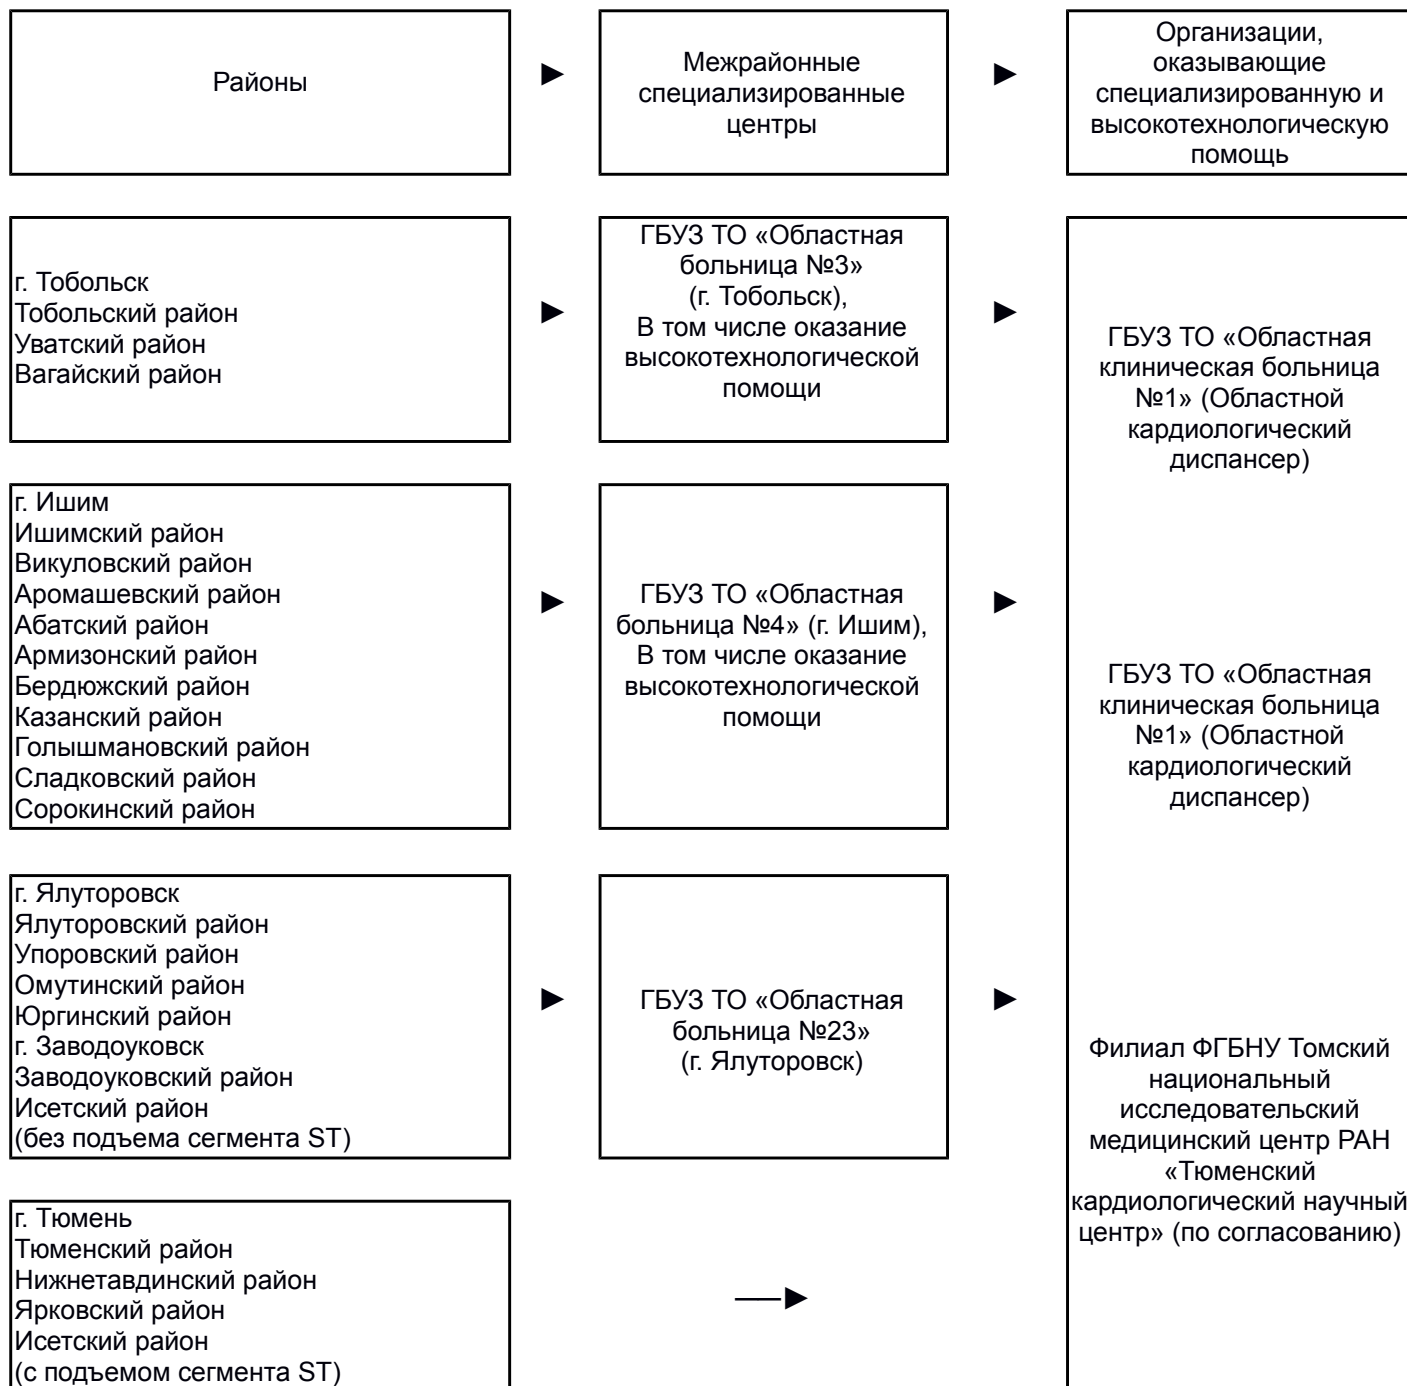 Районы
►
Межрайонные
специализированные
центры
►
Организации,
оказывающие
специализированную и
высокотехнологическую
помощь
г. Тобольск
Тобольский район
Уватский район
Вагайский район
►
ГБУЗ ТО «Областная
больница №3»
(г. Тобольск),
В том числе оказание
высокотехнологической
помощи
►
ГБУЗ ТО «Областная
клиническая больница
№1» (Областной
кардиологический
диспансер)
г. Ишим
Ишимский район
Викуловский район
Аромашевский район
Абатский район
Армизонский район
Бердюжский район
Казанский район
Голышмановский район
Сладковский район
Сорокинский район
►
ГБУЗ ТО «Областная
больница №4» (г. Ишим),
В том числе оказание
высокотехнологической
помощи
►
ГБУЗ ТО «Областная
клиническая больница
№1» (Областной
кардиологический
диспансер)
г. Ялуторовск
Ялуторовский район
Упоровский район
Омутинский район
Юргинский район
г. Заводоуковск
Заводоуковский район
Исетский район
(без подъема сегмента ST)
►
ГБУЗ ТО «Областная
больница №23»
(г. Ялуторовск)
►
Филиал ФГБНУ Томский
национальный
исследовательский
медицинский центр РАН
«Тюменский
кардиологический научный
центр» (по согласованию)
г. Тюмень
Тюменский район
Нижнетавдинский район
Ярковский район
Исетский район
(с подъемом сегмента ST)
──►